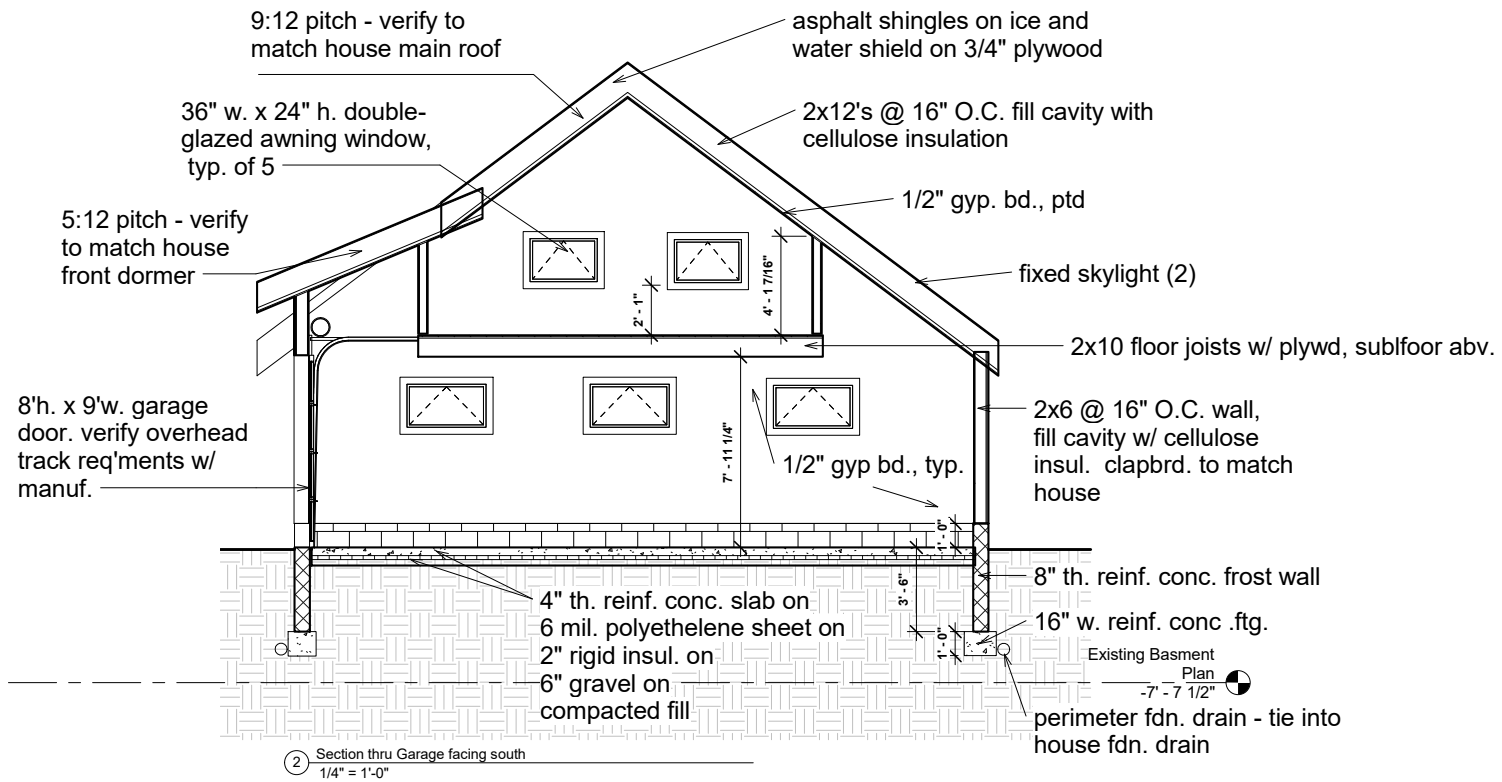 9:12 pitch - verify to
match house main roof
asphalt shingles on ice and
water shield on 3/4" plywood
36" w. x 24" h. double-
glazed awning window,
typ. of 5
2x12's @ 16" O.C. fill cavity with
cellulose insulation
1/2" gyp. bd., ptd
5:12 pitch - verify
to match house
front dormer
fixed skylight (2)
2' - 1"
4' - 1 7/16"
2x10 floor joists w/ plywd, sublfoor abv.
8'h. x 9'w. garage
door. verify overhead
track req'ments w/
manuf.
7' - 11 1/4"
1/2" gyp bd., typ.
2x6 @ 16" O.C. wall,
fill cavity w/ cellulose
insul. clapbrd. to match
house
1' - 0"
3' - 6"
1' - 0"
8" th. reinf. conc. frost wall
16" w. reinf. conc .ftg.
4" th. reinf. conc. slab on
6 mil. polyethelene sheet on
2" rigid insul. on
6" gravel on
compacted fill
Existing Basment
Plan
-7' - 7 1/2"
perimeter fdn. drain - tie into
house fdn. drain
2
Section thru Garage facing south
1/4" = 1'-0"